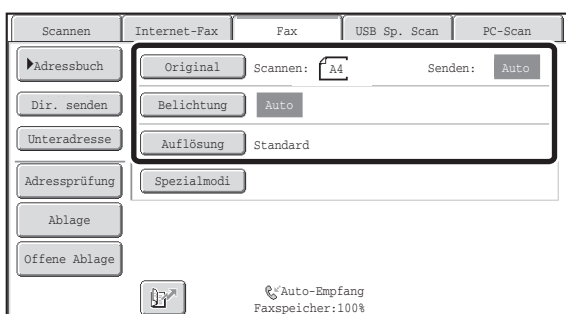 Scannen Internet-Fax Fax USB Sp. Scan PC-Scan
Adressbuch Original Scannen: A4 Senden: Auto
Dir. senden Belichtung Auto
Unteradresse Auflösung Standard
Adressprüfung Spezialmodi
Ablage
Offene Ablage
Auto-Empfang
Faxspeicher:100%